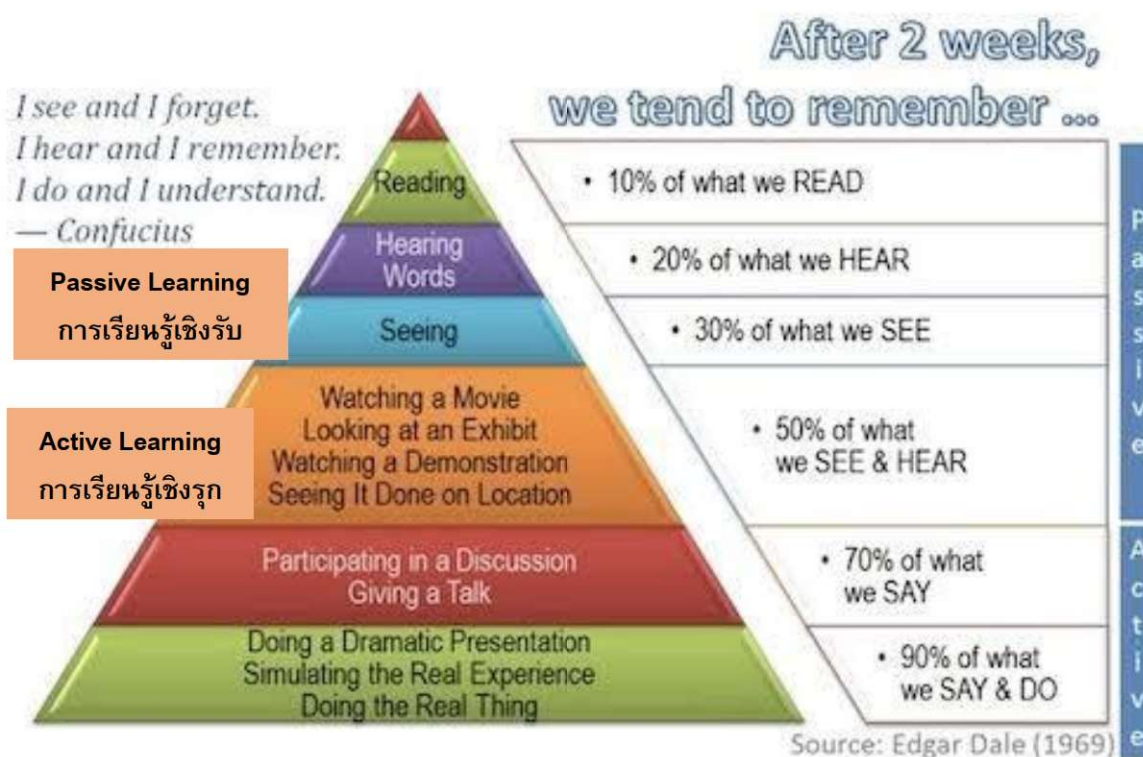 After 2 weeks,
we tend to remember ...
I see and I forget.
I hear and I remember.
I do and I understand.
— Confucius
Passive Learning
การเรียนรู้เชิงรับ
Active Learning
การเรียนรู้เชิงรุก
Reading
Hearing
Words
Seeing
Watching a Movie
Looking at an Exhibit
Watching a Demonstration
Seeing It Done on Location
Participating in a Discussion
Giving a Talk
Doing a Dramatic Presentation
Simulating the Real Experience
Doing the Real Thing
• 10% of what we READ
• 20% of what we HEAR
• 30% of what we SEE
• 50% of what
we SEE & HEAR
• 70% of what
we SAY
• 90% of what
we SAY & DO
Passive
Active
Source: Edgar Dale (1969)